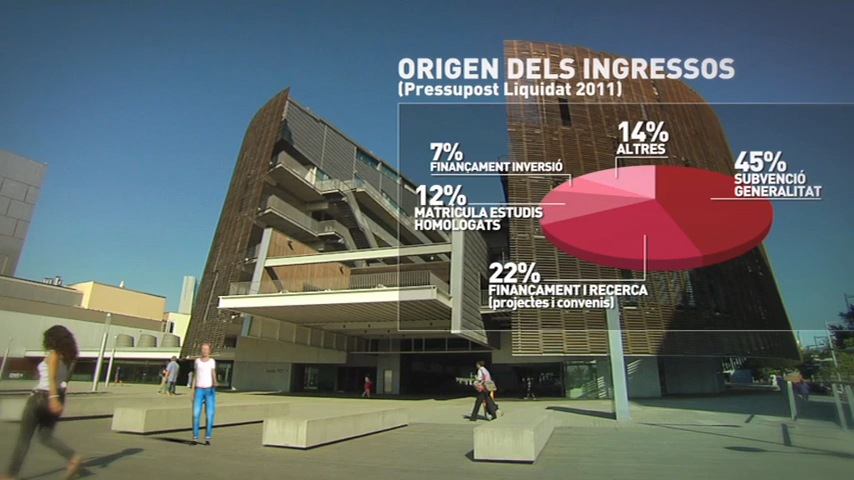 ORIGEN DELS INGRESSOS
(Pressupost Liquidat 2011)
14%
ALTRES
7%
FINANÇAMENT INVERSIÓ
45%
SUBVENCIÓ
GENERALITAT
12%
MATRÍCULA ESTUDIS
HOMOLOGATS
22%
FINANÇAMENT I RECERCA
(projectes i convenis)